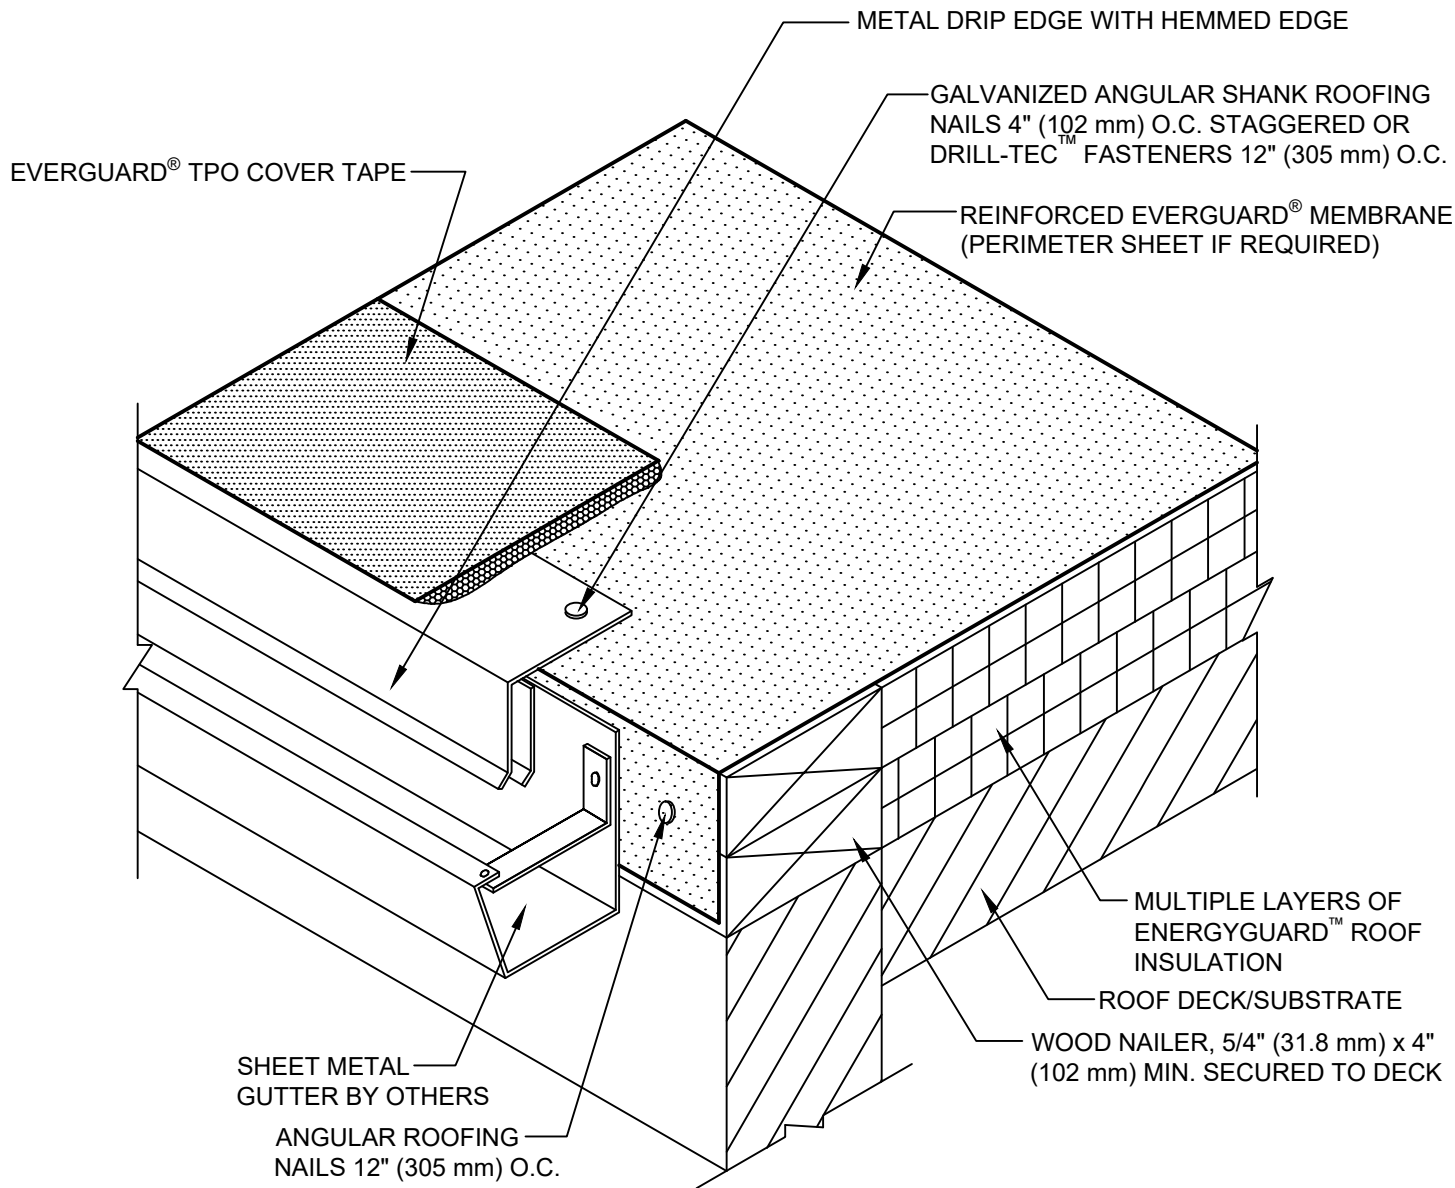 METAL DRIP EDGE WITH HEMMED EDGE
GALVANIZED ANGULAR SHANK ROOFING
NAILS 4" (102 mm) O.C. STAGGERED OR
DRILL-TEC™ FASTENERS 12" (305 mm) O.C.
EVERGUARD® TPO COVER TAPE
REINFORCED EVERGUARD® MEMBRANE
(PERIMETER SHEET IF REQUIRED)
MULTIPLE LAYERS OF
ENERGYGUARD™ ROOF
INSULATION
ROOF DECK/SUBSTRATE
WOOD NAILER, 5/4" (31.8 mm) x 4"
(102 mm) MIN. SECURED TO DECK
SHEET METAL
GUTTER BY OTHERS
ANGULAR ROOFING
NAILS 12" (305 mm) O.C.